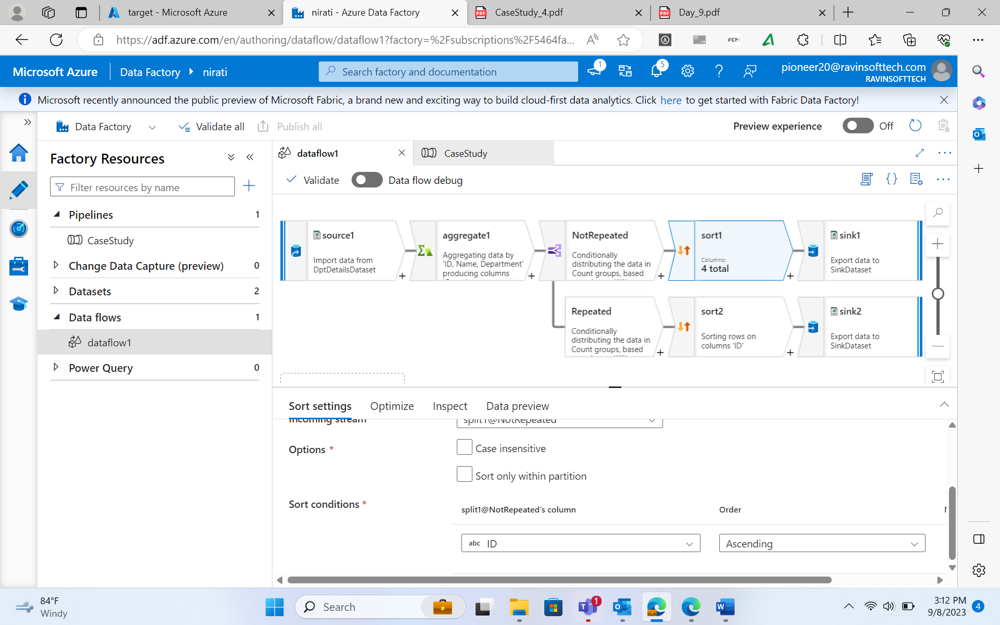 target - Microsoft Azure
nirati - Azure Data Factory
CaseStudy_4.pdf
Day_9.pdf
https://adf.azure.com/en/authoring/dataflow/dataflow1?factory=%2Fsubscriptions%2F5464fa...
FCM
Microsoft Azure
Data Factory
nirati
Search factory and documentation
1
5
pioneer20@ravinsofttech.com
RAVINSOFTTECH
Microsoft recently announced the public preview of Microsoft Fabric, a brand new and exciting way to build cloud-first data analytics. Click here to get started with Fabric Data Factory!
Data Factory
Validate all
Publish all
Preview experience
Off
Factory Resources
Filter resources by name
Pipelines 1
CaseStudy
Change Data Capture (preview) 0
Datasets 2
Data flows 1
dataflow1
Power Query 0
dataflow1
CaseStudy
Validate
Data flow debug
source1
Import data from
DptDetailsDataset
aggregate1
Aggregating data by
'ID, Name, Department'
producing columns
NotRepeated
Conditionally
distributing the data in
Count groups, based
sort1
Columns:
4 total
sink1
Export data to
SinkDataset
Repeated
Conditionally
distributing the data in
Count groups, based
sort2
Sorting rows on
columns 'ID'
sink2
Export data to
SinkDataset
Sort settings
Optimize
Inspect
Data preview
Incoming stream
split1@NotRepeated
Options *
Case insensitive
Sort only within partition
Sort conditions *
split1@NotRepeated's column
Order
abc ID
Ascending
84°F
Windy
Search
1
3:12 PM
9/8/2023
4